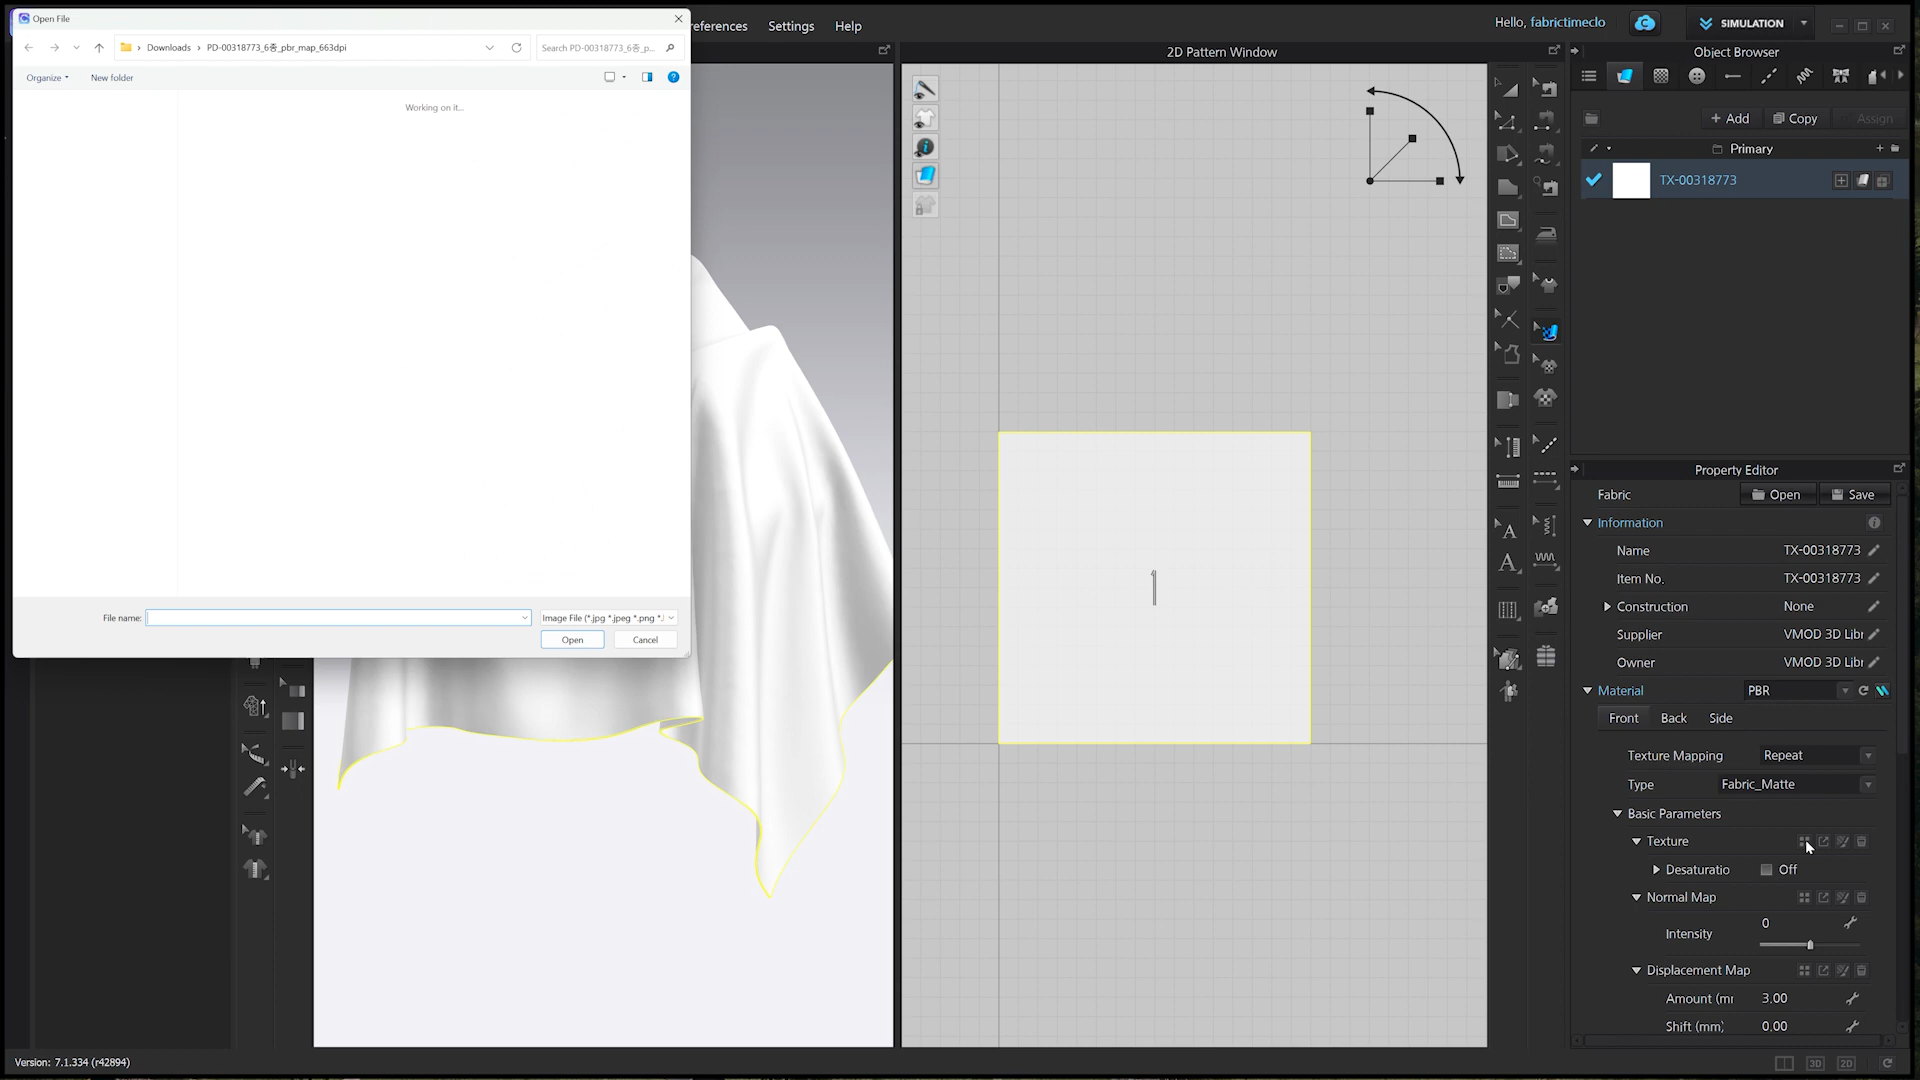 Open File
Preferences Settings Help
Hello, fabrictimeclo
SIMULATION
Downloads > PD-00318773_6종_pbr_map_663dpi
Search PD-00318773_6종_p...
Organize
New folder
Working on it...
File name:
Image File (*.jpg *.jpeg *.png *.
Open
Cancel
2D Pattern Window
Object Browser
+ Add
Copy
Assign
Primary
TX-00318773
Property Editor
Fabric
Open
Save
Information
Name TX-00318773
Item No. TX-00318773
Construction None
Supplier VMOD 3D Libr
Owner VMOD 3D Libr
Material PBR
Front Back Side
Texture Mapping Repeat
Type Fabric_Matte
Basic Parameters
Texture
Desaturatio Off
Normal Map
0
Intensity
Displacement Map
Amount (mr 3.00
Shift (mm) 0.00
Version: 7.1.334 (r42894)
3D
2D